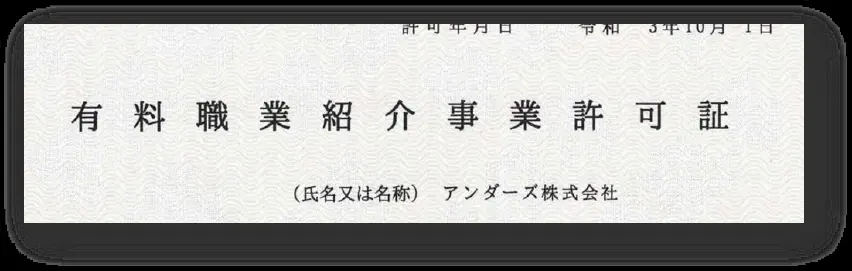 許可年月日　令和　3年10月 1日
有料職業紹介事業許可証
（氏名又は名称）　アンダーズ株式会社